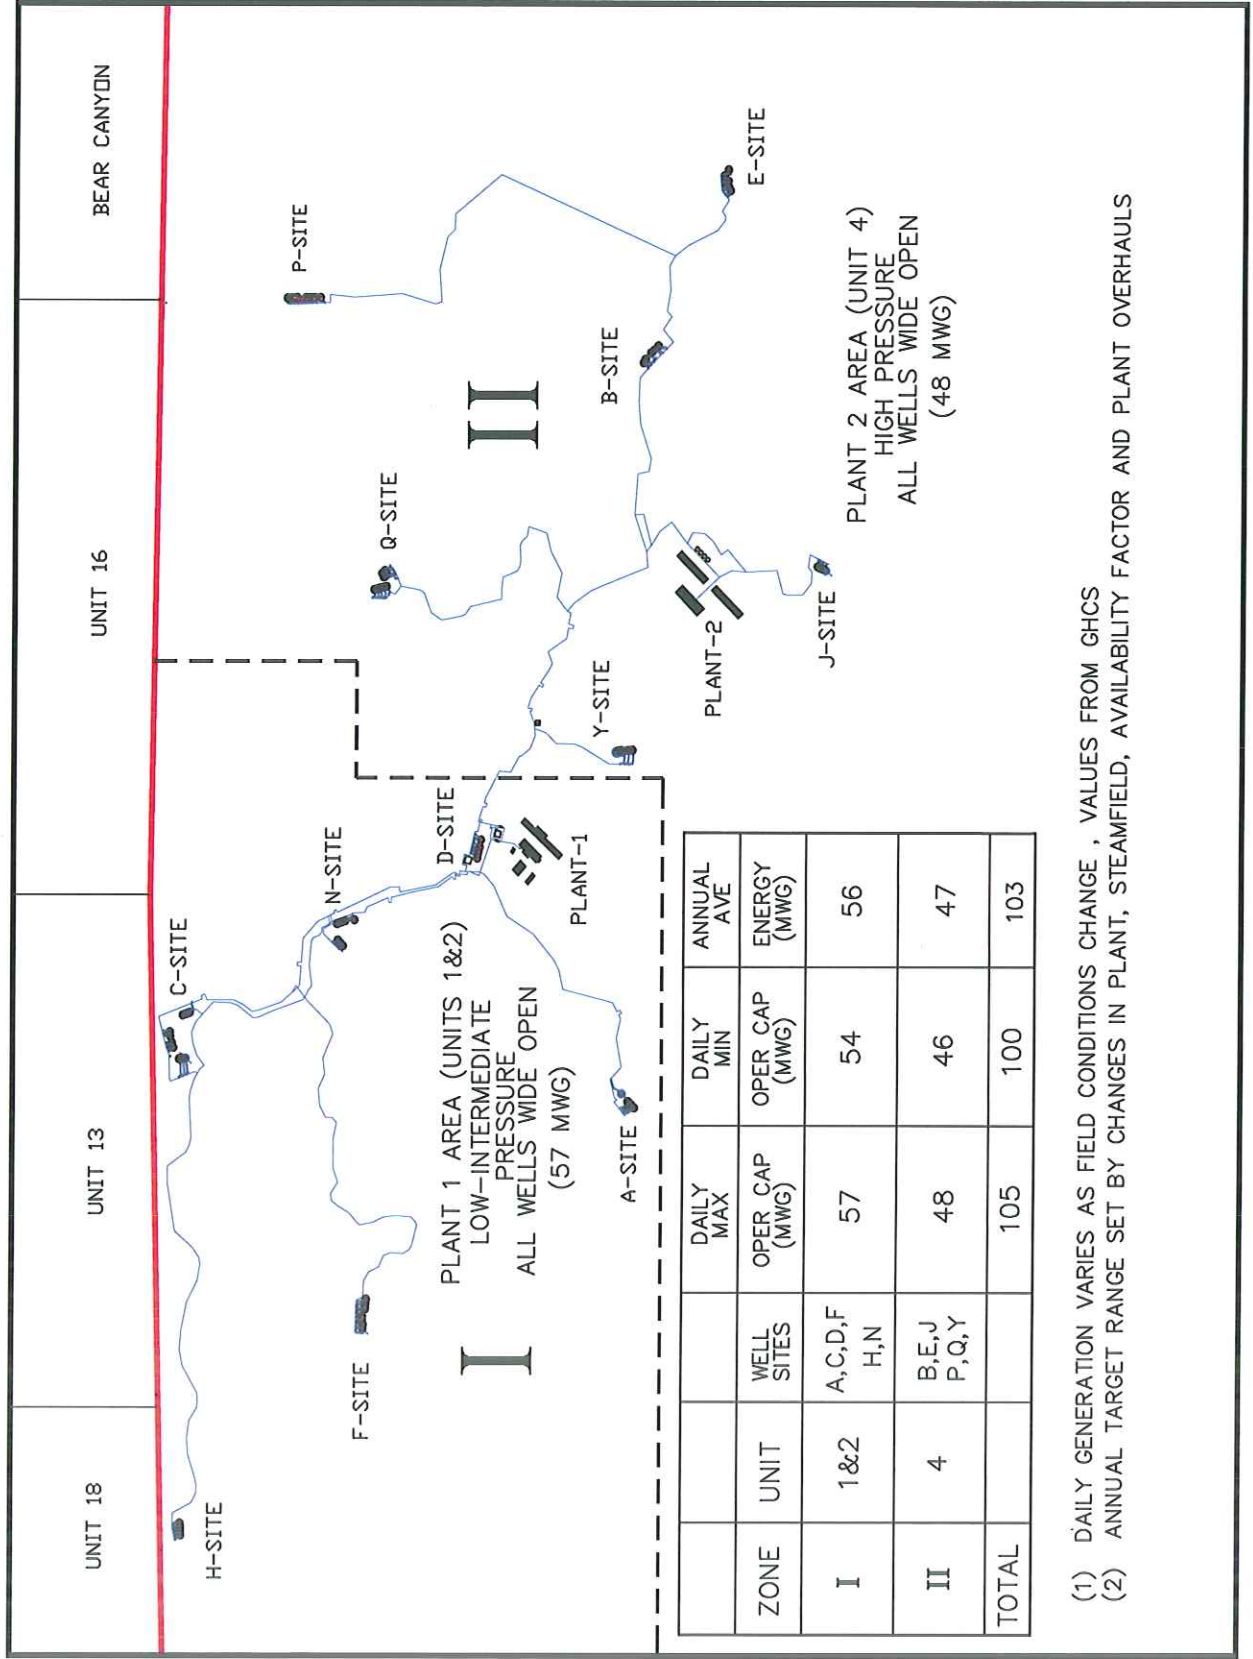 UNIT 18
UNIT 13
UNIT 16
BEAR CANYON
H-SITE
C-SITE
P-SITE
F-SITE
N-SITE
Q-SITE
D-SITE
I
II
PLANT 1 AREA (UNITS 1&2)
LOW-INTERMEDIATE
PRESSURE
ALL WELLS WIDE OPEN
(57 MWG)
A-SITE
PLANT-1
Y-SITE
B-SITE
E-SITE
PLANT-2
J-SITE
PLANT 2 AREA (UNIT 4)
HIGH PRESSURE
ALL WELLS WIDE OPEN
(48 MWG)
DAILY MAX DAILY MIN ANNUAL AVE
ZONE UNIT WELL SITES OPER CAP (MWG) OPER CAP (MWG) ENERGY (MWG)
I 1&2 A,C,D,F H,N 57 54 56
II 4 B,E,J P,Q,Y 48 46 47
TOTAL 105 100 103
(1) DAILY GENERATION VARIES AS FIELD CONDITIONS CHANGE , VALUES FROM GHCS
(2) ANNUAL TARGET RANGE SET BY CHANGES IN PLANT, STEAMFIELD, AVAILABILITY FACTOR AND PLANT OVERHAULS